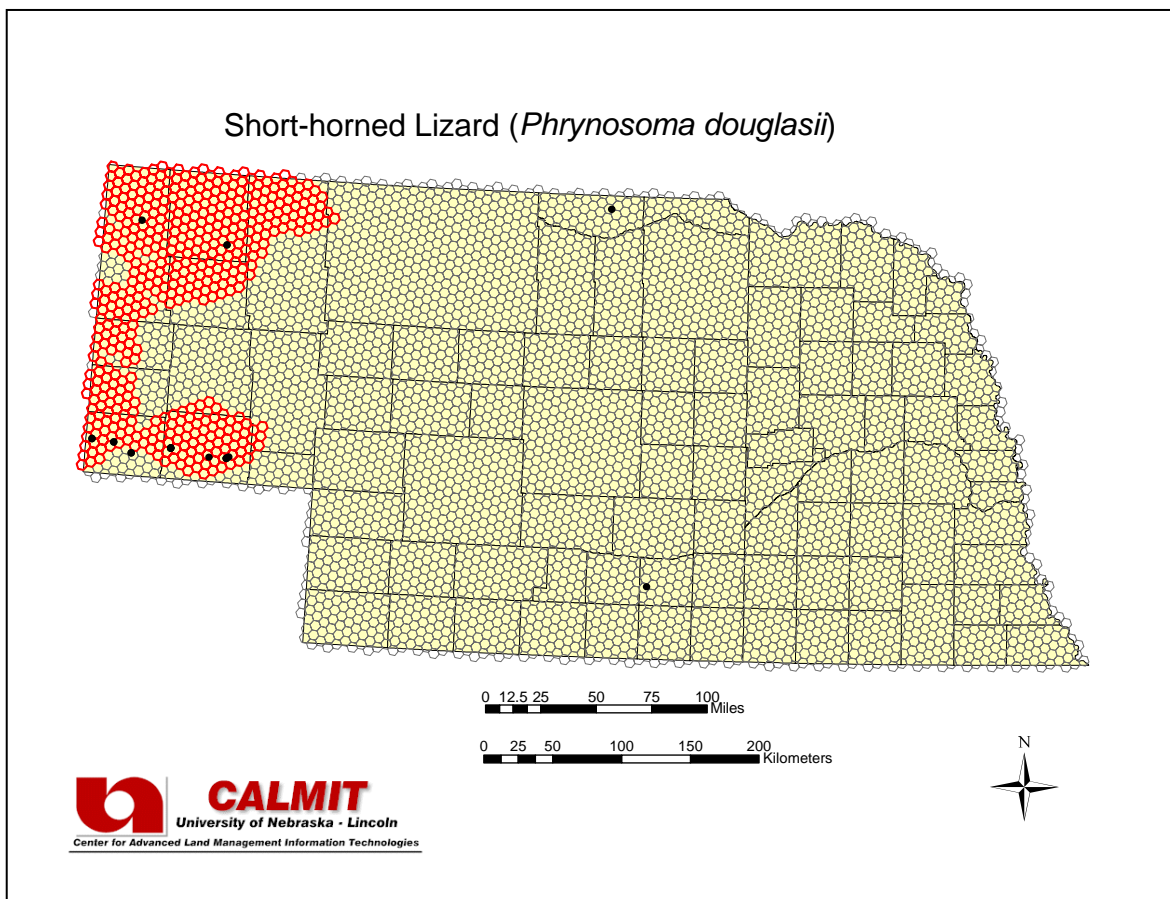 Short-horned Lizard (Phrynosoma douglasii)
0 12.5 25 50 75 100
Miles
0 25 50 100 150 200
Kilometers
N
CALMIT
University of Nebraska - Lincoln
Center for Advanced Land Management Information Technologies